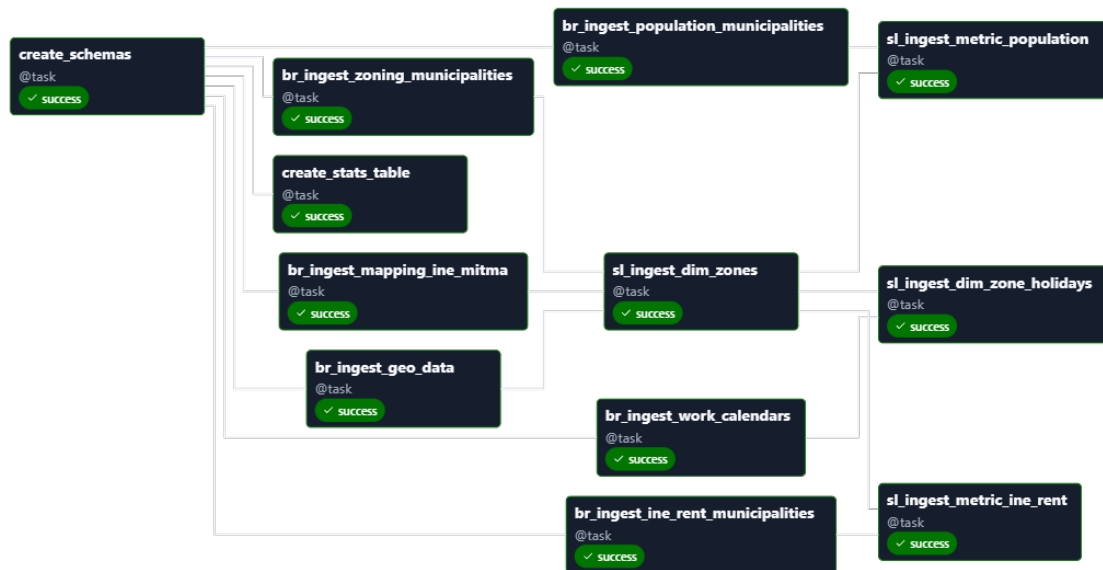 create_schemas
@task
success
br_ingest_zoning_municipalities
@task
success
create_stats_table
@task
success
br_ingest_mapping_ine_mitma
@task
success
br_ingest_geo_data
@task
success
br_ingest_population_municipalities
@task
success
sl_ingest_dim_zones
@task
success
br_ingest_work_calendars
@task
success
br_ingest_ine_rent_municipalities
@task
success
sl_ingest_metric_population
@task
success
sl_ingest_dim_zone_holidays
@task
success
sl_ingest_metric_ine_rent
@task
success